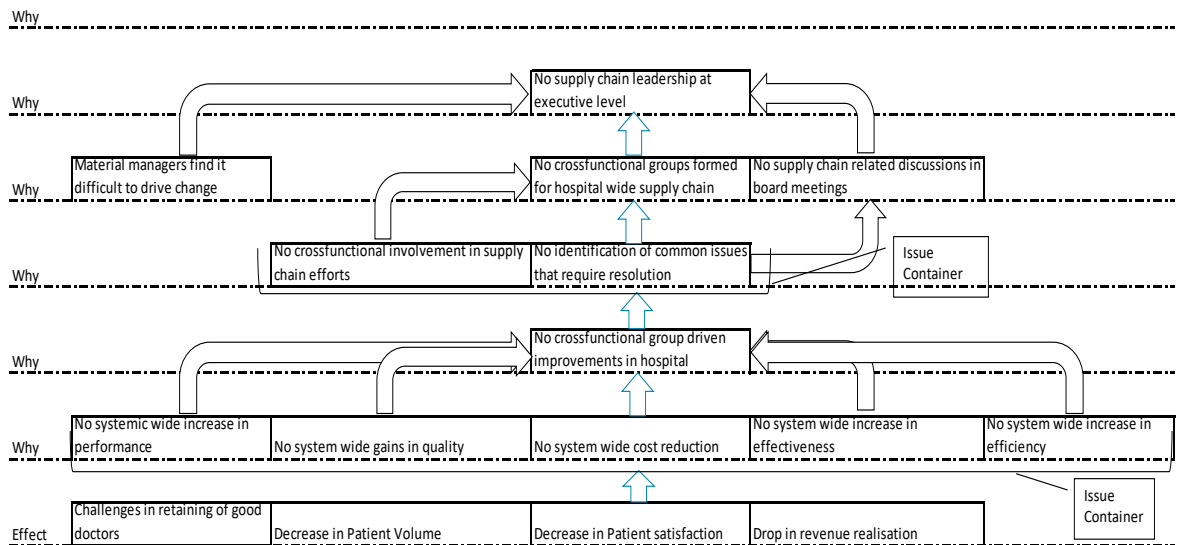 Why
No supply chain leadership at
executive level
Why
Material managers find it
difficult to drive change
No crossfunctional groups formed
for hospital wide supply chain
No supply chain related discussions in
board meetings
Why
No crossfunctional involvement in supply
chain efforts
No identification of common issues
that require resolution
Issue
Container
Why
No crossfunctional group driven
improvements in hospital
Why
No systemic wide increase in
performance
No system wide gains in quality
No system wide cost reduction
No system wide increase in
effectiveness
No system wide increase in
efficiency
Why
Issue
Container
Challenges in retaining of good
doctors
Decrease in Patient Volume
Decrease in Patient satisfaction
Drop in revenue realisation
Effect